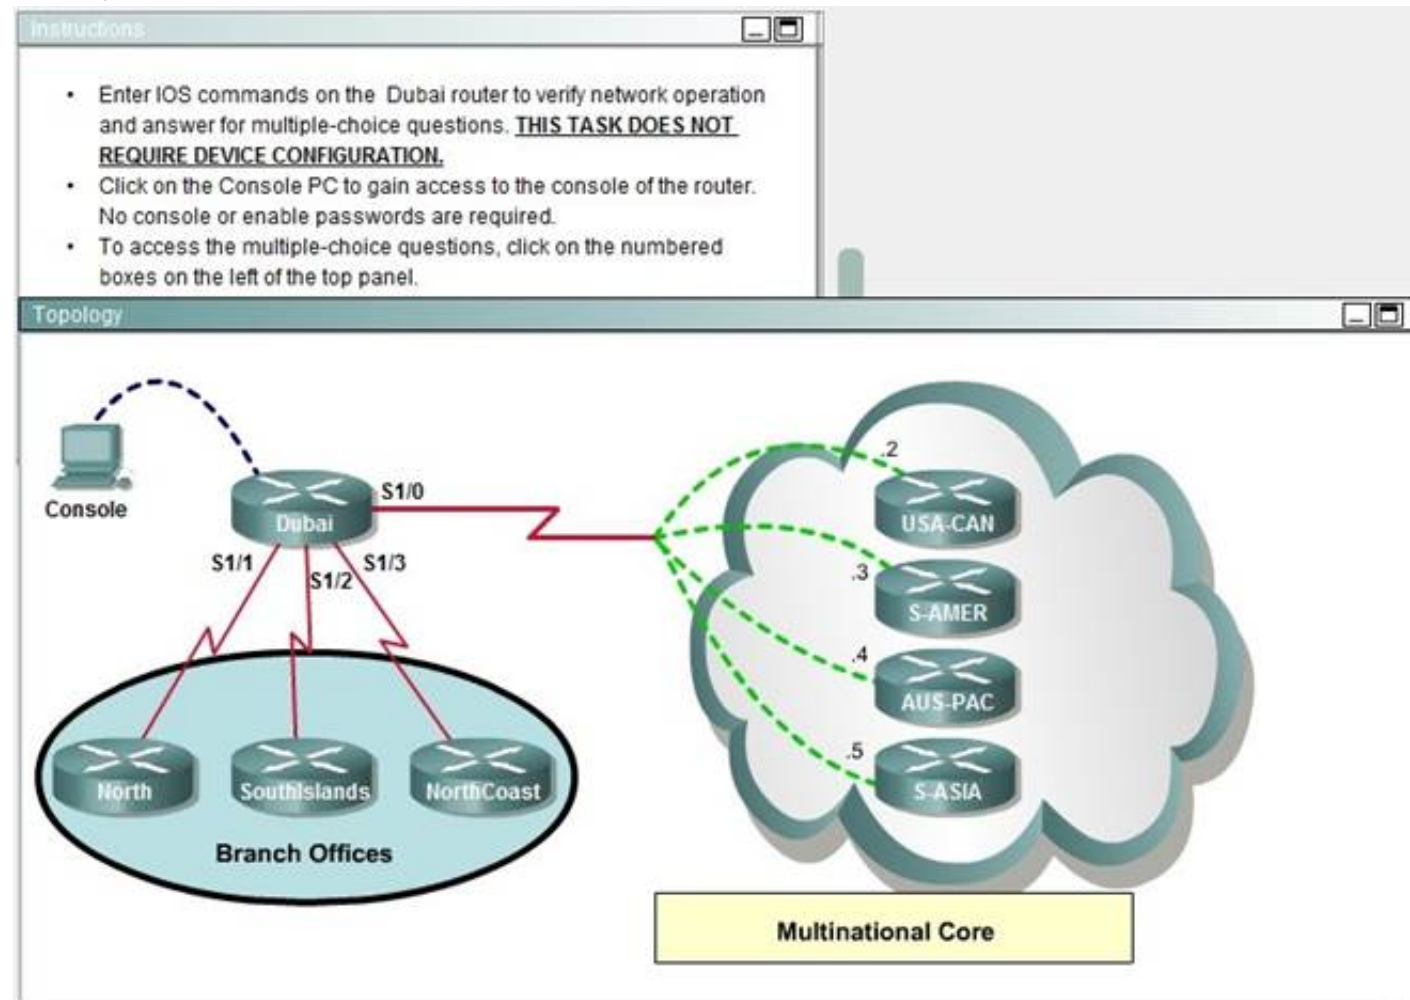 Instructions
• Enter IOS commands on the Dubai router to verify network operation
and answer for multiple-choice questions. THIS TASK DOES NOT
REQUIRE DEVICE CONFIGURATION.
• Click on the Console PC to gain access to the console of the router.
No console or enable passwords are required.
• To access the multiple-choice questions, click on the numbered
boxes on the left of the top panel.
Topology
.2
S1/0
Console
Dubai
USA-CAN
S1/1
S1/2
S1/3
.3
S-AMER
.4
AUS-PAC
.5
North
SouthIslands
NorthCoast
S-ASIA
Branch Offices
Multinational Core